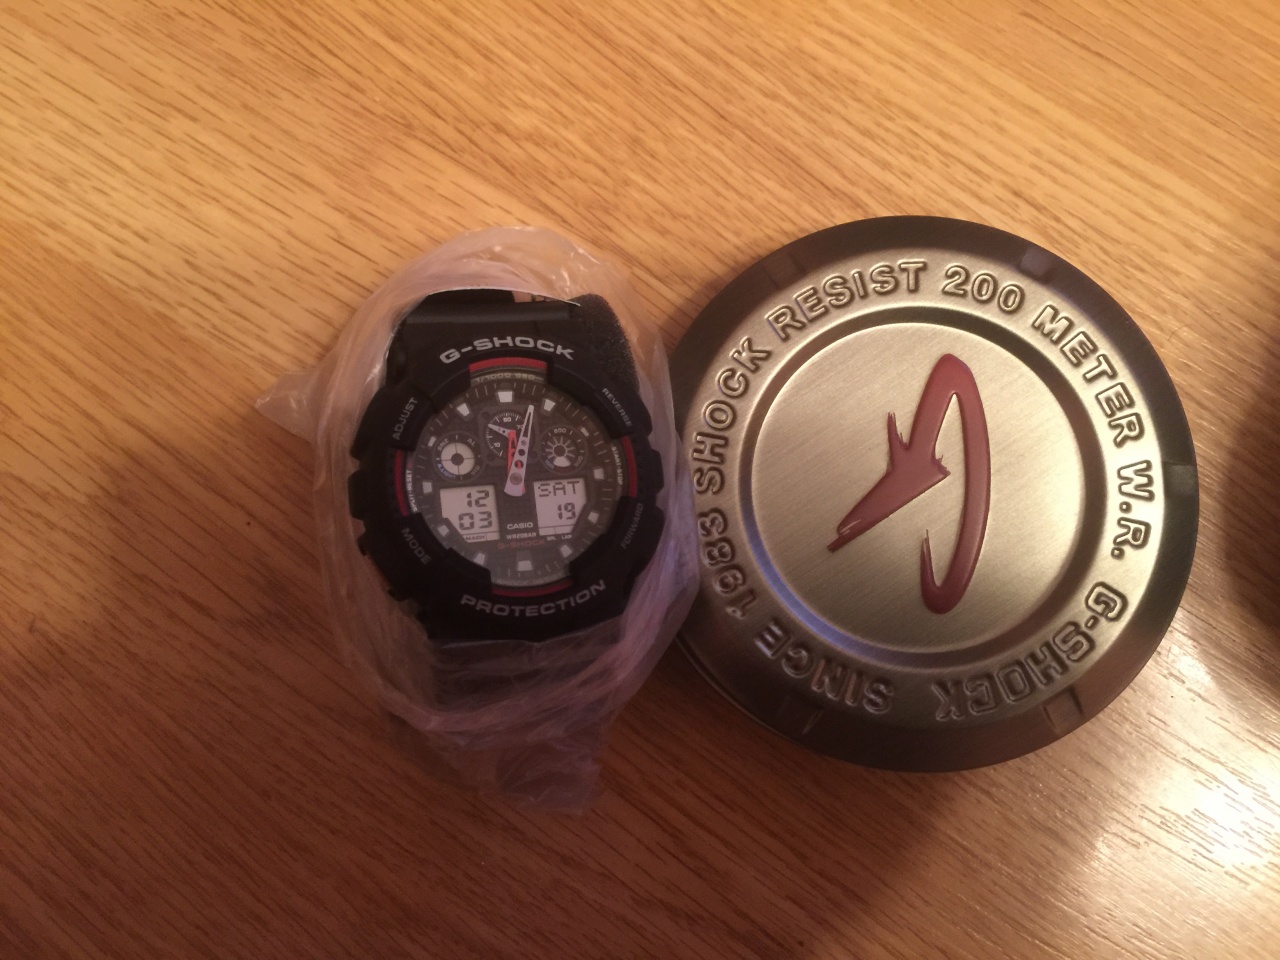 G-SHOCK
ADJUST
REVERSE
MODE
FORWARD
12
03
SAT
19
CASIO
G-SHOCK
PROTECTION
SHOCK RESIST 200 METER W.R. G-SHOCK SINCE 1983